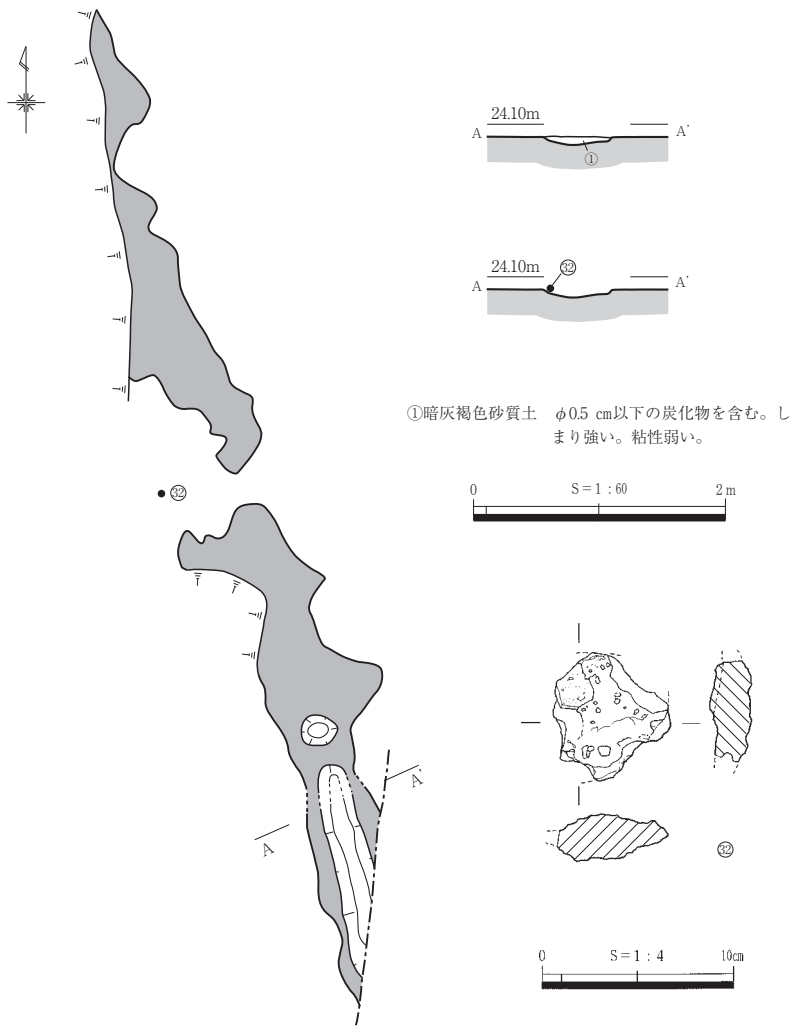 24.10m
A A'
①
24.10m ㉜
A A'
①暗灰褐色砂質土 φ0.5 cm以下の炭化物を含む。し
まり強い。粘性弱い。
0 S=1:60 2m
㉜
A'
A
㉜
0 S=1:4 10cm